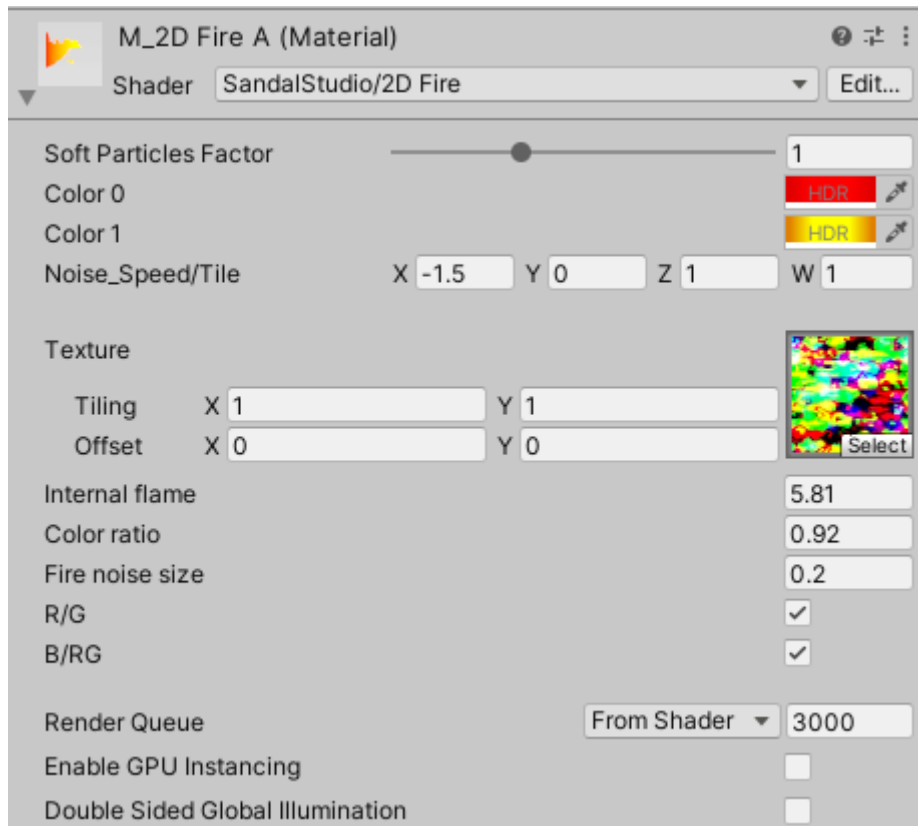 M_2D Fire A (Material)
Shader SandalStudio/2D Fire Edit...
Soft Particles Factor 1
Color 0 HDR
Color 1 HDR
Noise_Speed/Tile X -1.5 Y 0 Z 1 W 1
Texture
Tiling X 1 Y 1
Offset X 0 Y 0
Select
Internal flame 5.81
Color ratio 0.92
Fire noise size 0.2
R/G
B/RG
Render Queue From Shader 3000
Enable GPU Instancing
Double Sided Global Illumination